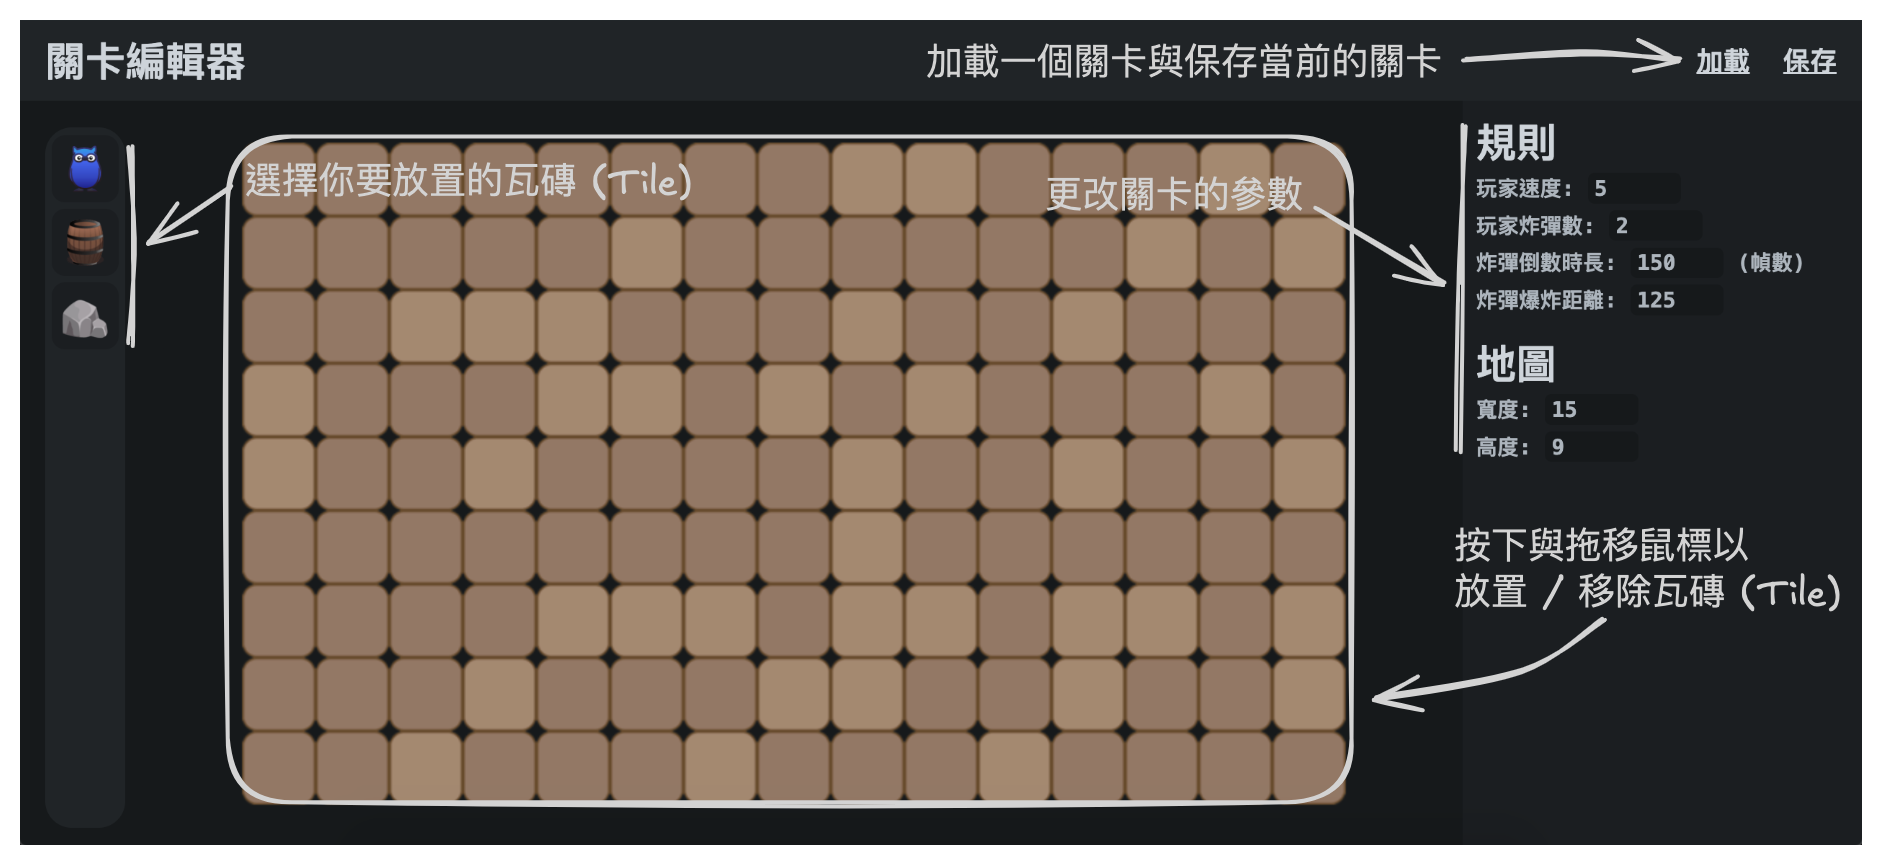 關卡編輯器
加載一個關卡與保存當前的關卡
加載 保存
選擇你要放置的瓦磚 (Tile)
更改關卡的參數
規則
玩家速度: 5
玩家炸彈數: 2
炸彈倒數時長: 150 (幀數)
炸彈爆炸距離: 125
地圖
寬度: 15
高度: 9
按下與拖移鼠標以
放置 / 移除瓦磚 (Tile)